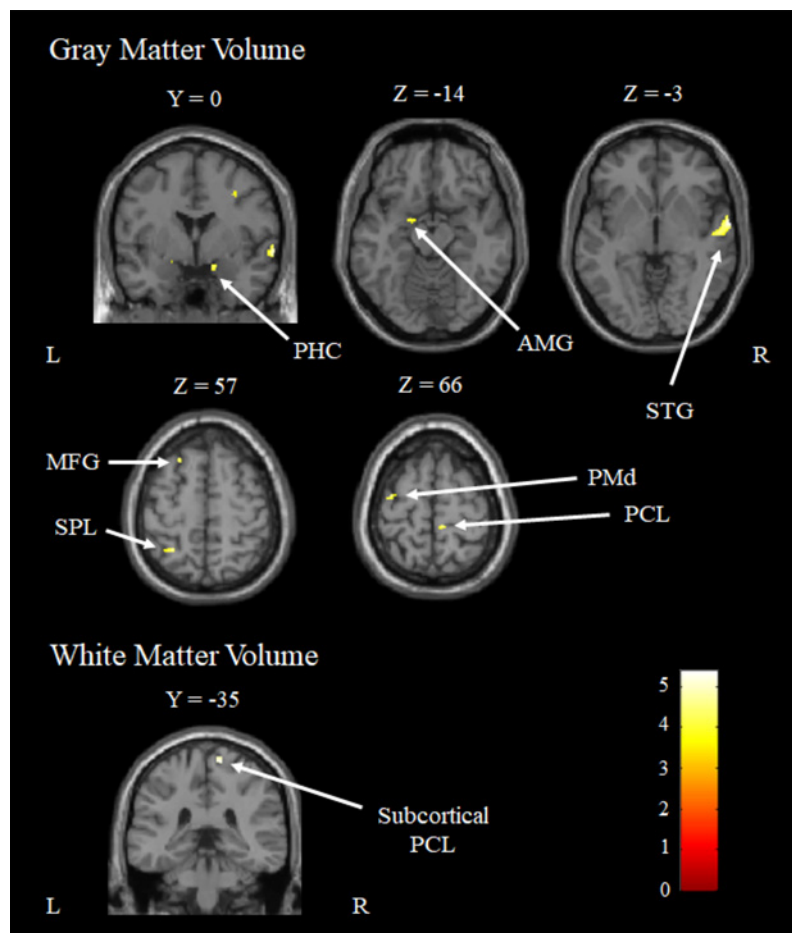 Gray Matter Volume
Y = 0
Z = -14
Z = -3
PHC
AMG
L
R
STG
Z = 57
Z = 66
MFG
PMd
SPL
PCL
White Matter Volume
Y = -35
5
4
3
2
1
0
Subcortical
PCL
L
R